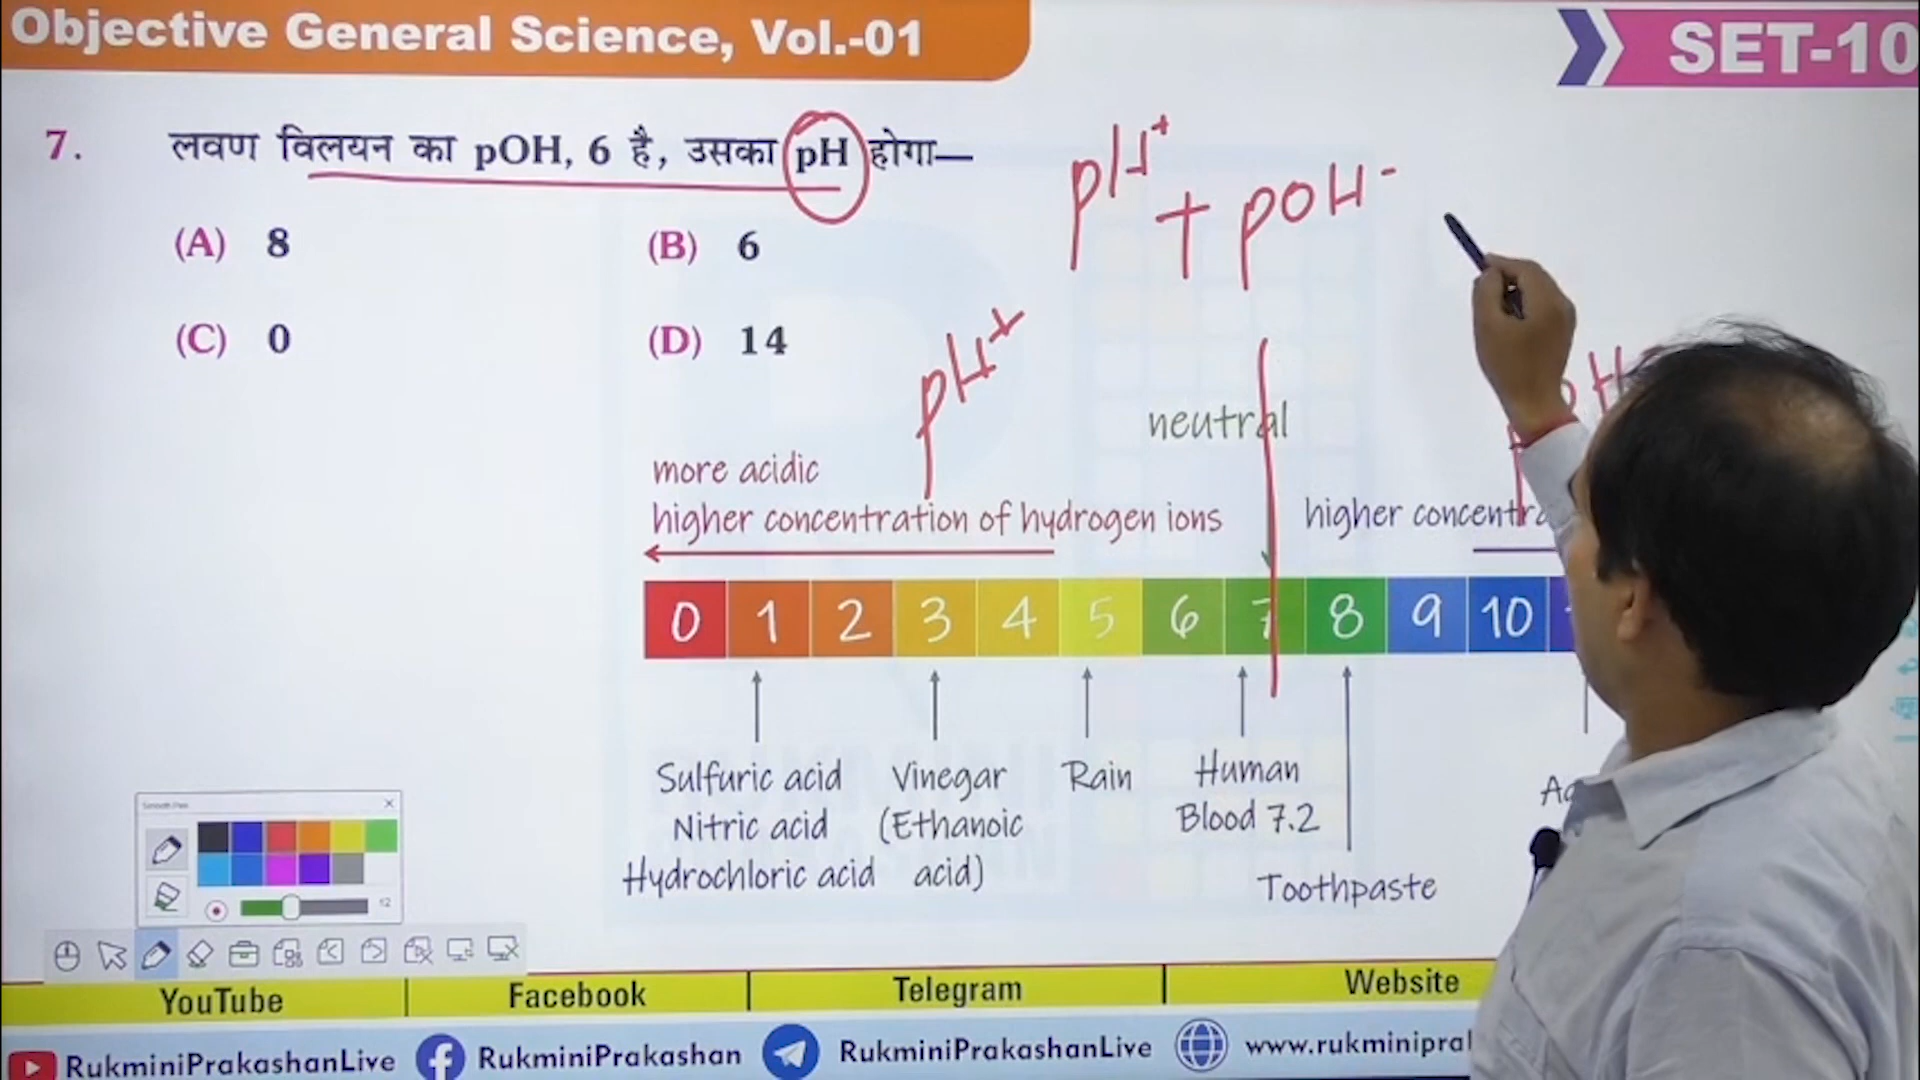 Objective General Science, Vol.-01
SET-10
7. लवण विलयन का pOH, 6 है, उसका pH होगा—
(A) 8
(B) 6
(C) 0
(D) 14
pH⁺ + pOH⁻
pH⁺
neutral
more acidic
higher concentration of hydrogen ions
higher
0 1 2 3 4 5 6 7 8 9 10
Sulfuric acid
Nitric acid
Hydrochloric acid
Vinegar
(Ethanoic
acid)
Rain
Human
Blood 7.2
Toothpaste
12
YouTube
Facebook
Telegram
Website
RukminiPrakashanLive
RukminiPrakashan
RukminiPrakashanLive